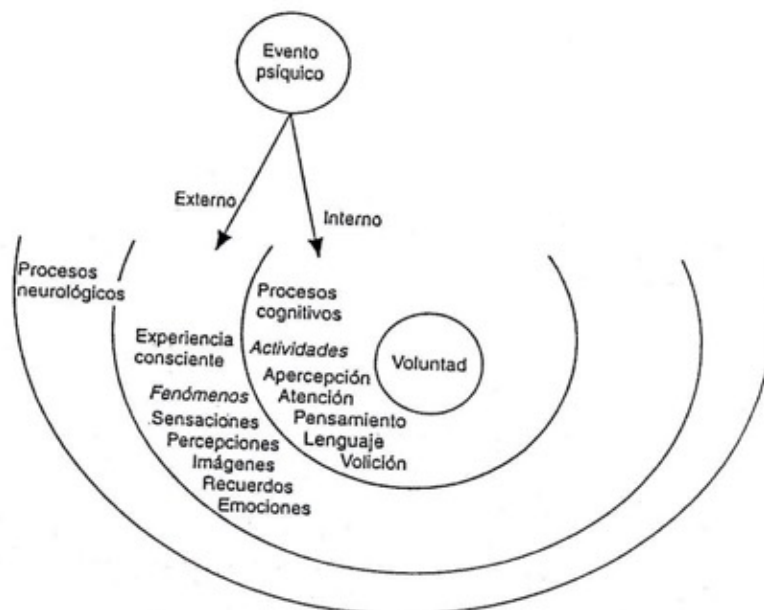 Evento
psíquico
Externo
Interno
Procesos
neurológicos
Experiencia
consciente
Fenómenos
Sensaciones
Percepciones
Imágenes
Recuerdos
Emociones
Procesos
cognitivos
Actividades
Apercepción
Atención
Pensamiento
Lenguaje
Volición
Voluntad